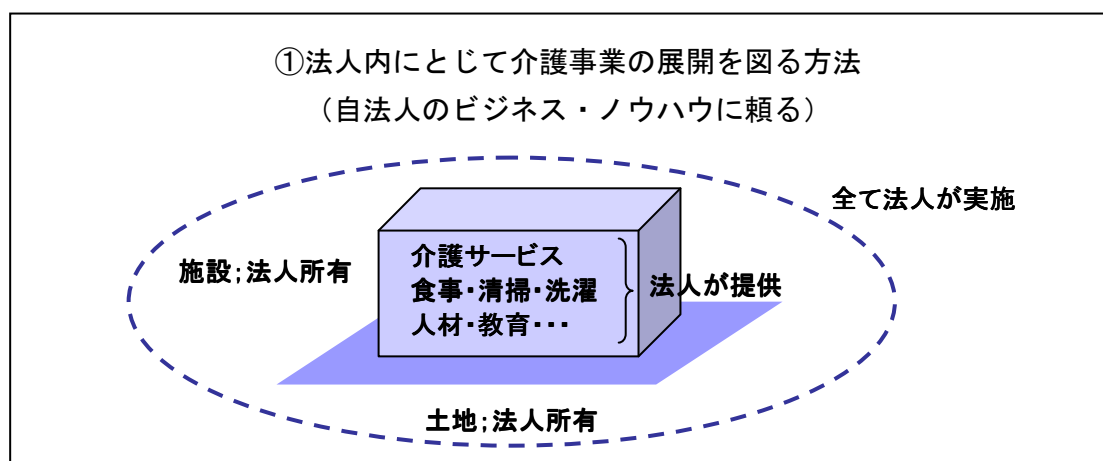 ①法人内にとじて介護事業の展開を図る方法
（自法人のビジネス・ノウハウに頼る）
全て法人が実施
施設;法人所有
介護サービス
食事・清掃・洗濯
人材・教育・・・
法人が提供
土地;法人所有